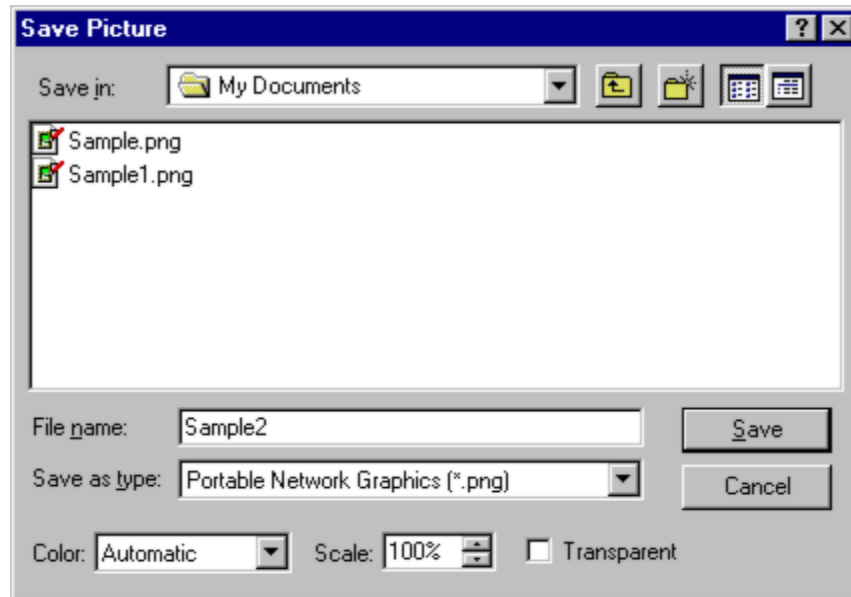 Save Picture
Save in: My Documents
Sample.png
Sample1.png
File name: Sample2 Save
Save as type: Portable Network Graphics (*.png) Cancel
Color: Automatic Scale: 100% Transparent